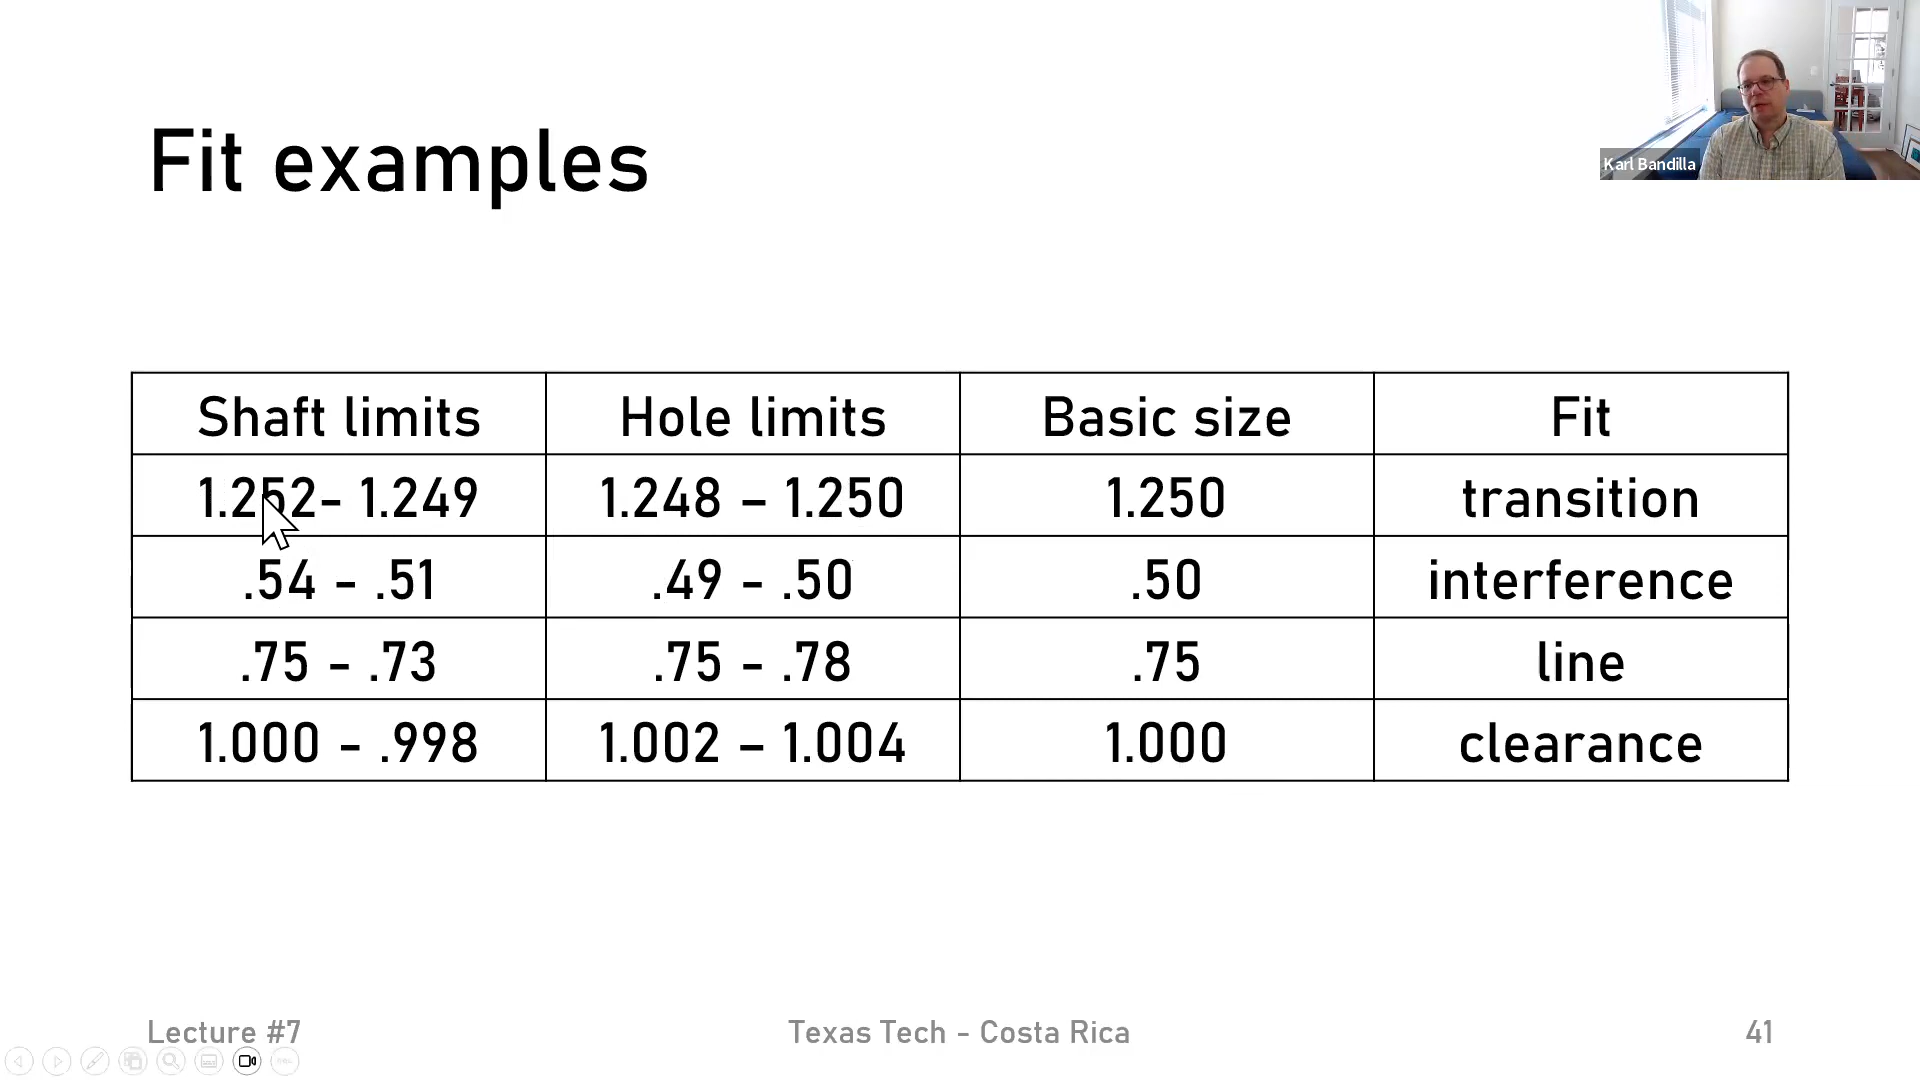 Karl Bandilla
Fit examples
Shaft limits Hole limits Basic size Fit
1.252- 1.249 1.248 – 1.250 1.250 transition
.54 - .51 .49 - .50 .50 interference
.75 - .73 .75 - .78 .75 line
1.000 - .998 1.002 – 1.004 1.000 clearance
Lecture #7 Texas Tech - Costa Rica 41